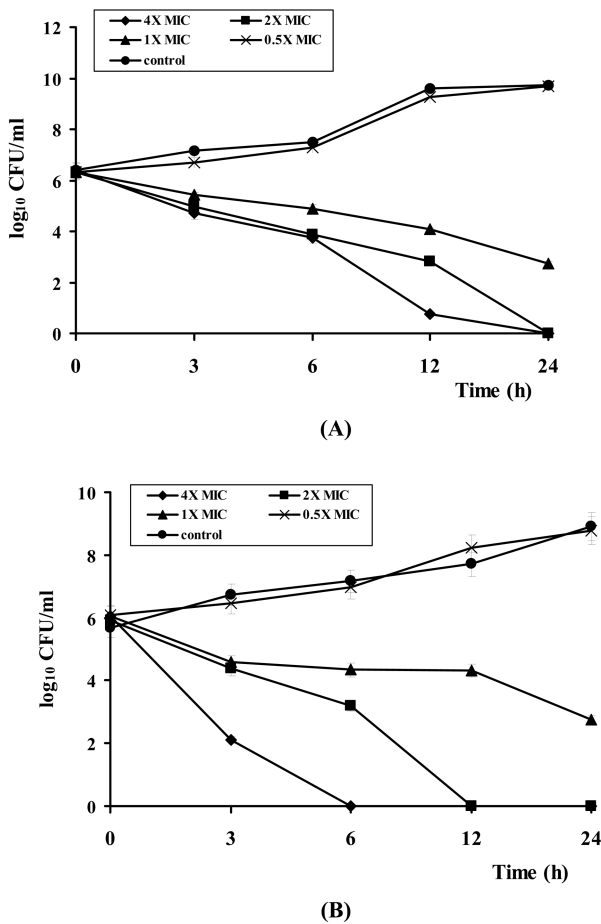 4X MIC 2X MIC
1X MIC 0.5X MIC
control
12
10
8
6
4
2
0
log₁₀ CFU/ml
0 3 6 12 24
Time (h)
(A)
4X MIC 2X MIC
1X MIC 0.5X MIC
control
10
8
6
4
2
0
log₁₀ CFU/ml
0 3 6 12 24
Time (h)
(B)